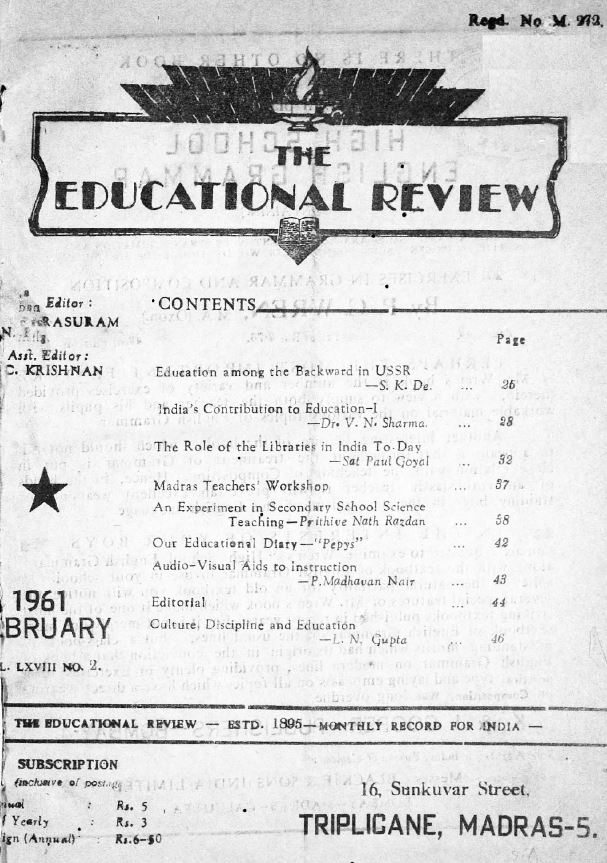 Regd. No M. 272.
THE
EDUCATIONAL REVIEW
Editor :
RASURAM
Asst. Editor :
C. KRISHNAN
CONTENTS
Page
Education among the Backward in USSR
—S. K. De. ... 25
India's Contribution to Education—I
—Dr. V. N. Sharma. ... 28
The Role of the Libraries in India To-Day
—Sat Paul Goyal ... 32
Madras Teachers' Workshop ... 37
An Experiment in Secondary School Science
Teaching—Prithive Nath Razdan ... 38
Our Educational Diary—"Pepys" ... 42
Audio-Visual Aids to Instruction
—P.Madhavan Nair ... 43
Editorial ... 44
Culture, Discipline and Education
—L. N. Gupta 46
1961
BRUARY
L. LXVIII NO. 2.
THE EDUCATIONAL REVIEW — ESTD. 1895—MONTHLY RECORD FOR INDIA —
SUBSCRIPTION
(inclusive of postag
nual : Rs. 5
f Yearly : Rs. 3
ign (Annual) : Rs.6-50
16, Sunkuvar Street,
TRIPLICANE, MADRAS-5.